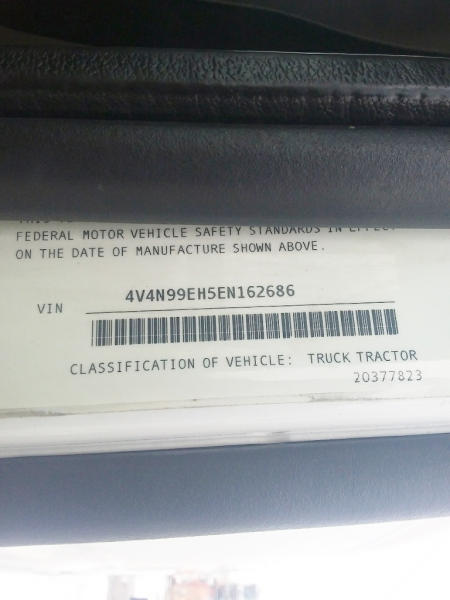 FEDERAL MOTOR VEHICLE SAFETY STANDARDS IN EFFECT
ON THE DATE OF MANUFACTURE SHOWN ABOVE.
VIN 4V4N99EH5EN162686
CLASSIFICATION OF VEHICLE: TRUCK TRACTOR
20377823